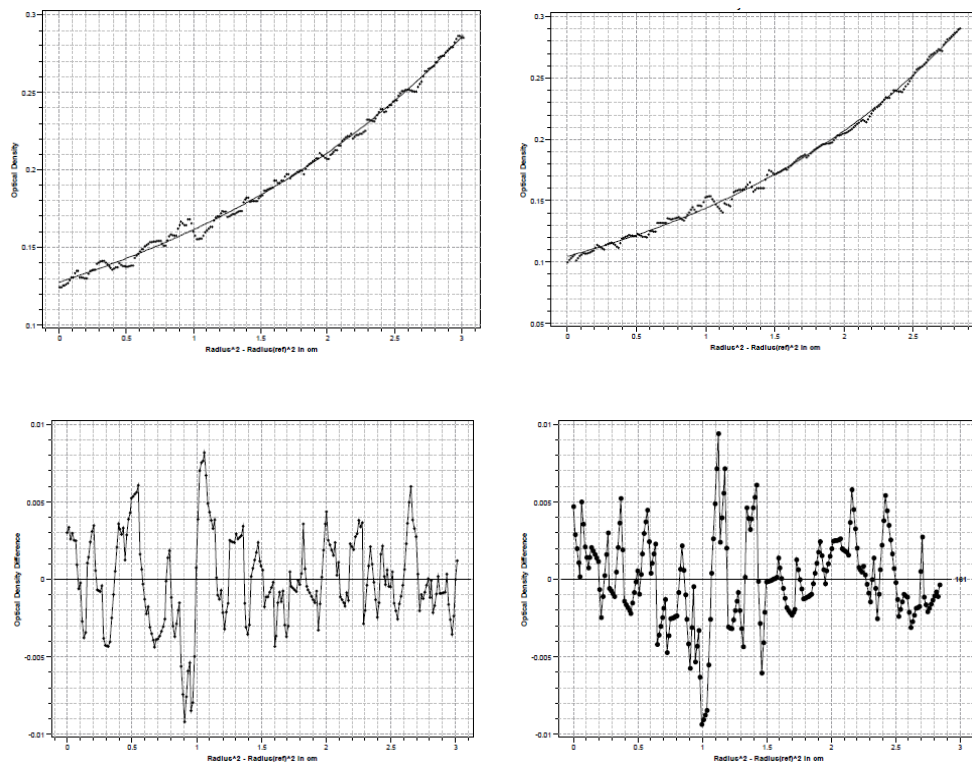 0.3
0.25
0.2
0.15
0.1
Optical Density
0 0.5 1 1.5 2 2.5 3
Radius^2 - Radius(ref)^2 in cm
0.3
0.25
0.2
0.15
0.1
0.05
Optical Density
0 0.5 1 1.5 2 2.5
Radius^2 - Radius(ref)^2 in cm
0.01
0.005
0
-0.005
-0.01
Optical Density Difference
0 0.5 1 1.5 2 2.5 3
Radius^2 - Radius(ref)^2 in cm
0.01
0.005
0
-0.005
-0.01
Optical Density Difference
161
0 0.5 1 1.5 2 2.5 3
Radius^2 - Radius(ref)^2 in cm